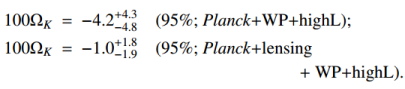 100Ω_K = −4.2^{+4.3}_{−4.8} (95%; Planck+WP+highL);
100Ω_K = −1.0^{+1.8}_{−1.9} (95%; Planck+lensing
+ WP+highL).